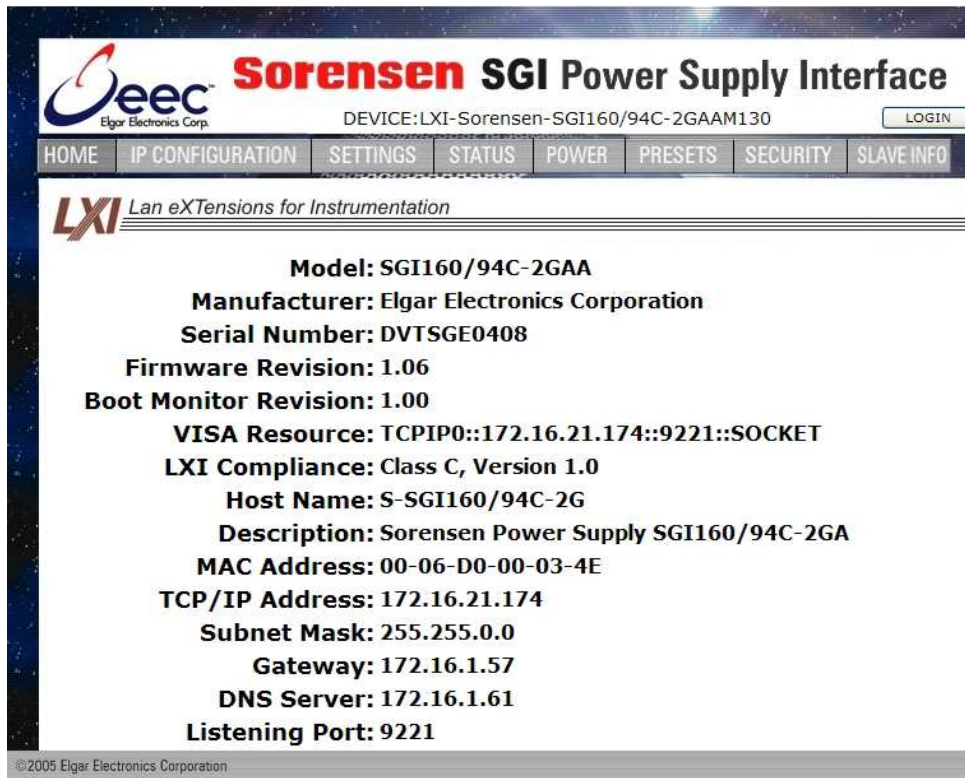 eec™ Sorensen SGI Power Supply Interface
Elgar Electronics Corp.
DEVICE:LXI-Sorensen-SGI160/94C-2GAAM130
LOGIN
HOME IP CONFIGURATION SETTINGS STATUS POWER PRESETS SECURITY SLAVE INFO
LXI Lan eXTensions for Instrumentation
Model: SGI160/94C-2GAA
Manufacturer: Elgar Electronics Corporation
Serial Number: DVTSGE0408
Firmware Revision: 1.06
Boot Monitor Revision: 1.00
VISA Resource: TCPIP0::172.16.21.174::9221::SOCKET
LXI Compliance: Class C, Version 1.0
Host Name: S-SGI160/94C-2G
Description: Sorensen Power Supply SGI160/94C-2GA
MAC Address: 00-06-D0-00-03-4E
TCP/IP Address: 172.16.21.174
Subnet Mask: 255.255.0.0
Gateway: 172.16.1.57
DNS Server: 172.16.1.61
Listening Port: 9221
©2005 Elgar Electronics Corporation